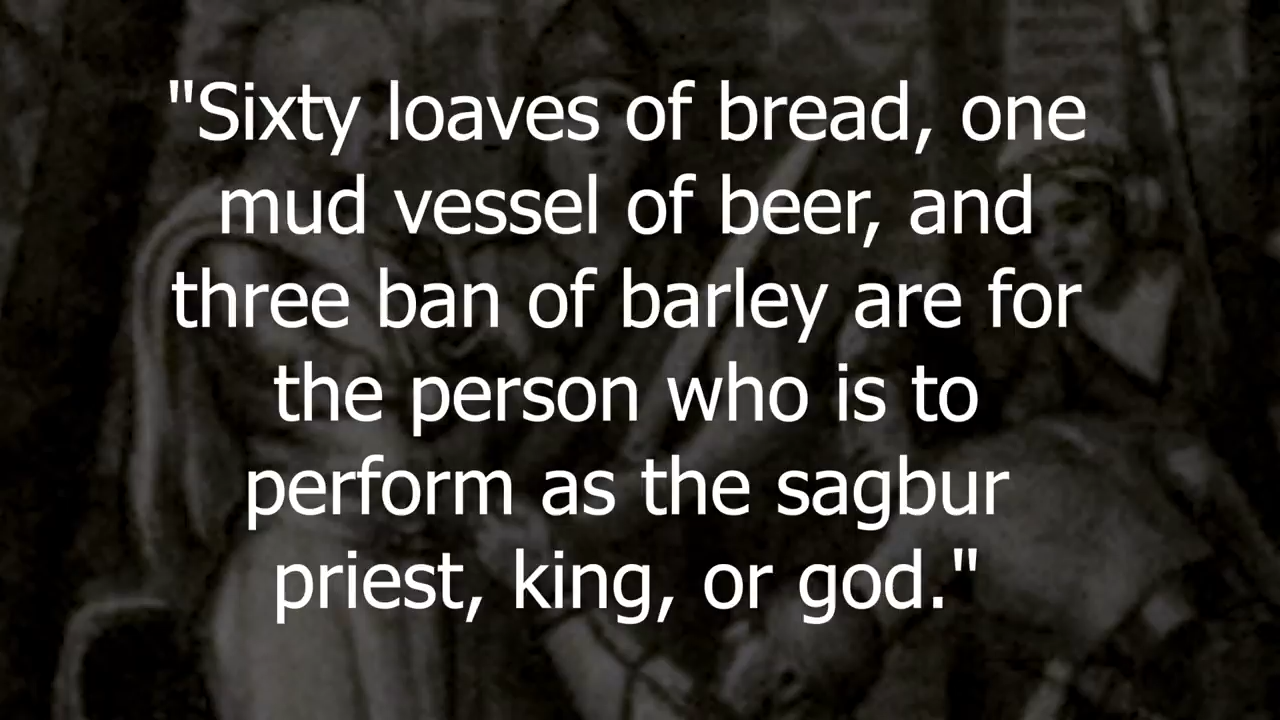 "Sixty loaves of bread, one
mud vessel of beer, and
three ban of barley are for
the person who is to
perform as the sagbur
priest, king, or god."